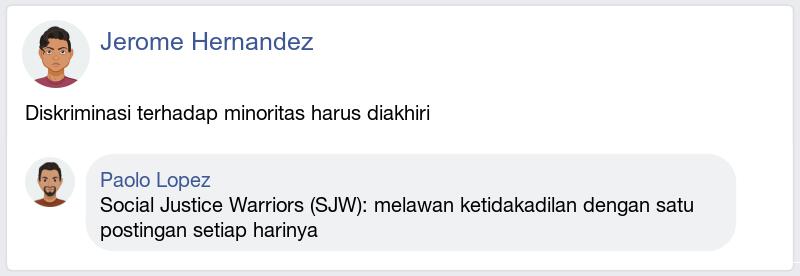 Jerome Hernandez
Diskriminasi terhadap minoritas harus diakhiri
Paolo Lopez
Social Justice Warriors (SJW): melawan ketidakadilan dengan satu
postingan setiap harinya